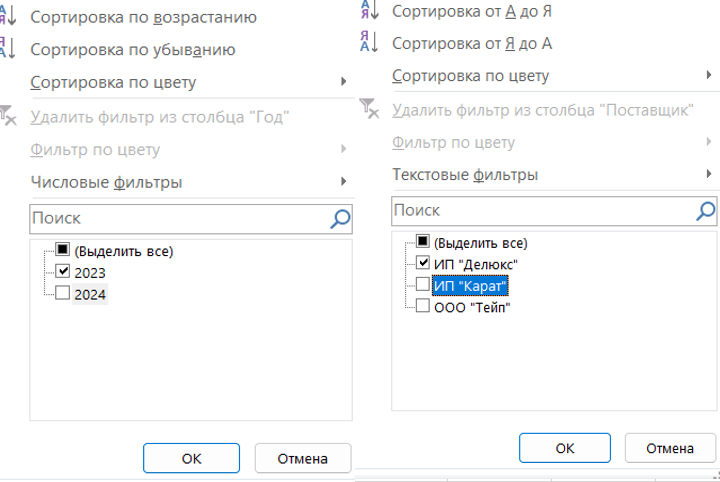 Сортировка по возрастанию
Сортировка по убыванию
Сортировка по цвету
Удалить фильтр из столбца "Год"
Фильтр по цвету
Числовые фильтры
Поиск
(Выделить все)
2023
2024
ОК
Отмена
Сортировка от А до Я
Сортировка от Я до А
Сортировка по цвету
Удалить фильтр из столбца "Поставщик"
Фильтр по цвету
Текстовые фильтры
Поиск
(Выделить все)
ИП "Делюкс"
ИП "Карат"
ООО "Тейп"
ОК
Отмена